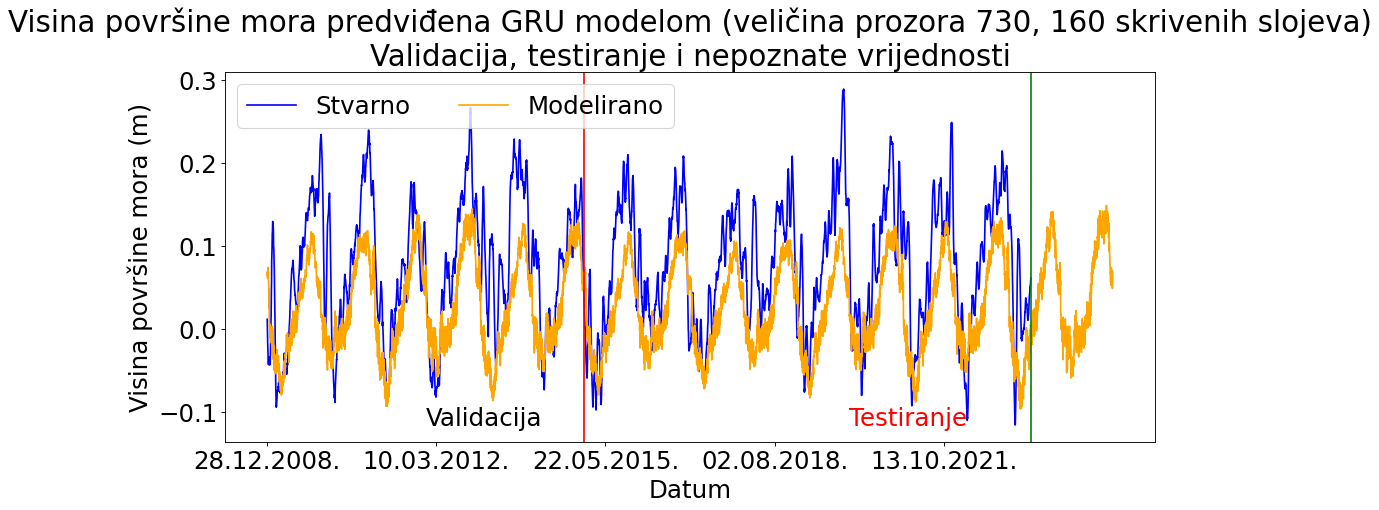 Visina površine mora predviđena GRU modelom (veličina prozora 730, 160 skrivenih slojeva)
Validacija, testiranje i nepoznate vrijednosti
Stvarno Modelirano
Visina površine mora (m)
0.3
0.2
0.1
0.0
−0.1
Validacija Testiranje
28.12.2008. 10.03.2012. 22.05.2015. 02.08.2018. 13.10.2021.
Datum